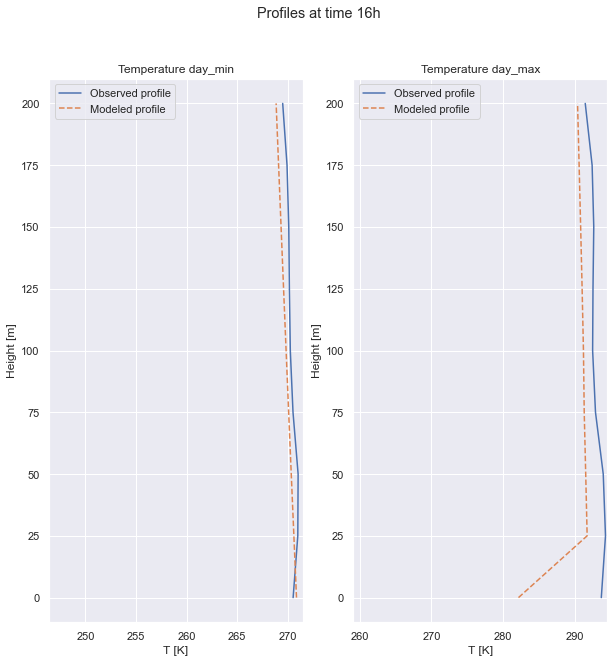 Profiles at time 16h
Temperature day_min
Observed profile
Modeled profile
200
175
150
125
100
75
50
25
0
Height [m]
250
255
260
265
270
T [K]
Temperature day_max
Observed profile
Modeled profile
200
175
150
125
100
75
50
25
0
Height [m]
260
270
280
290
T [K]